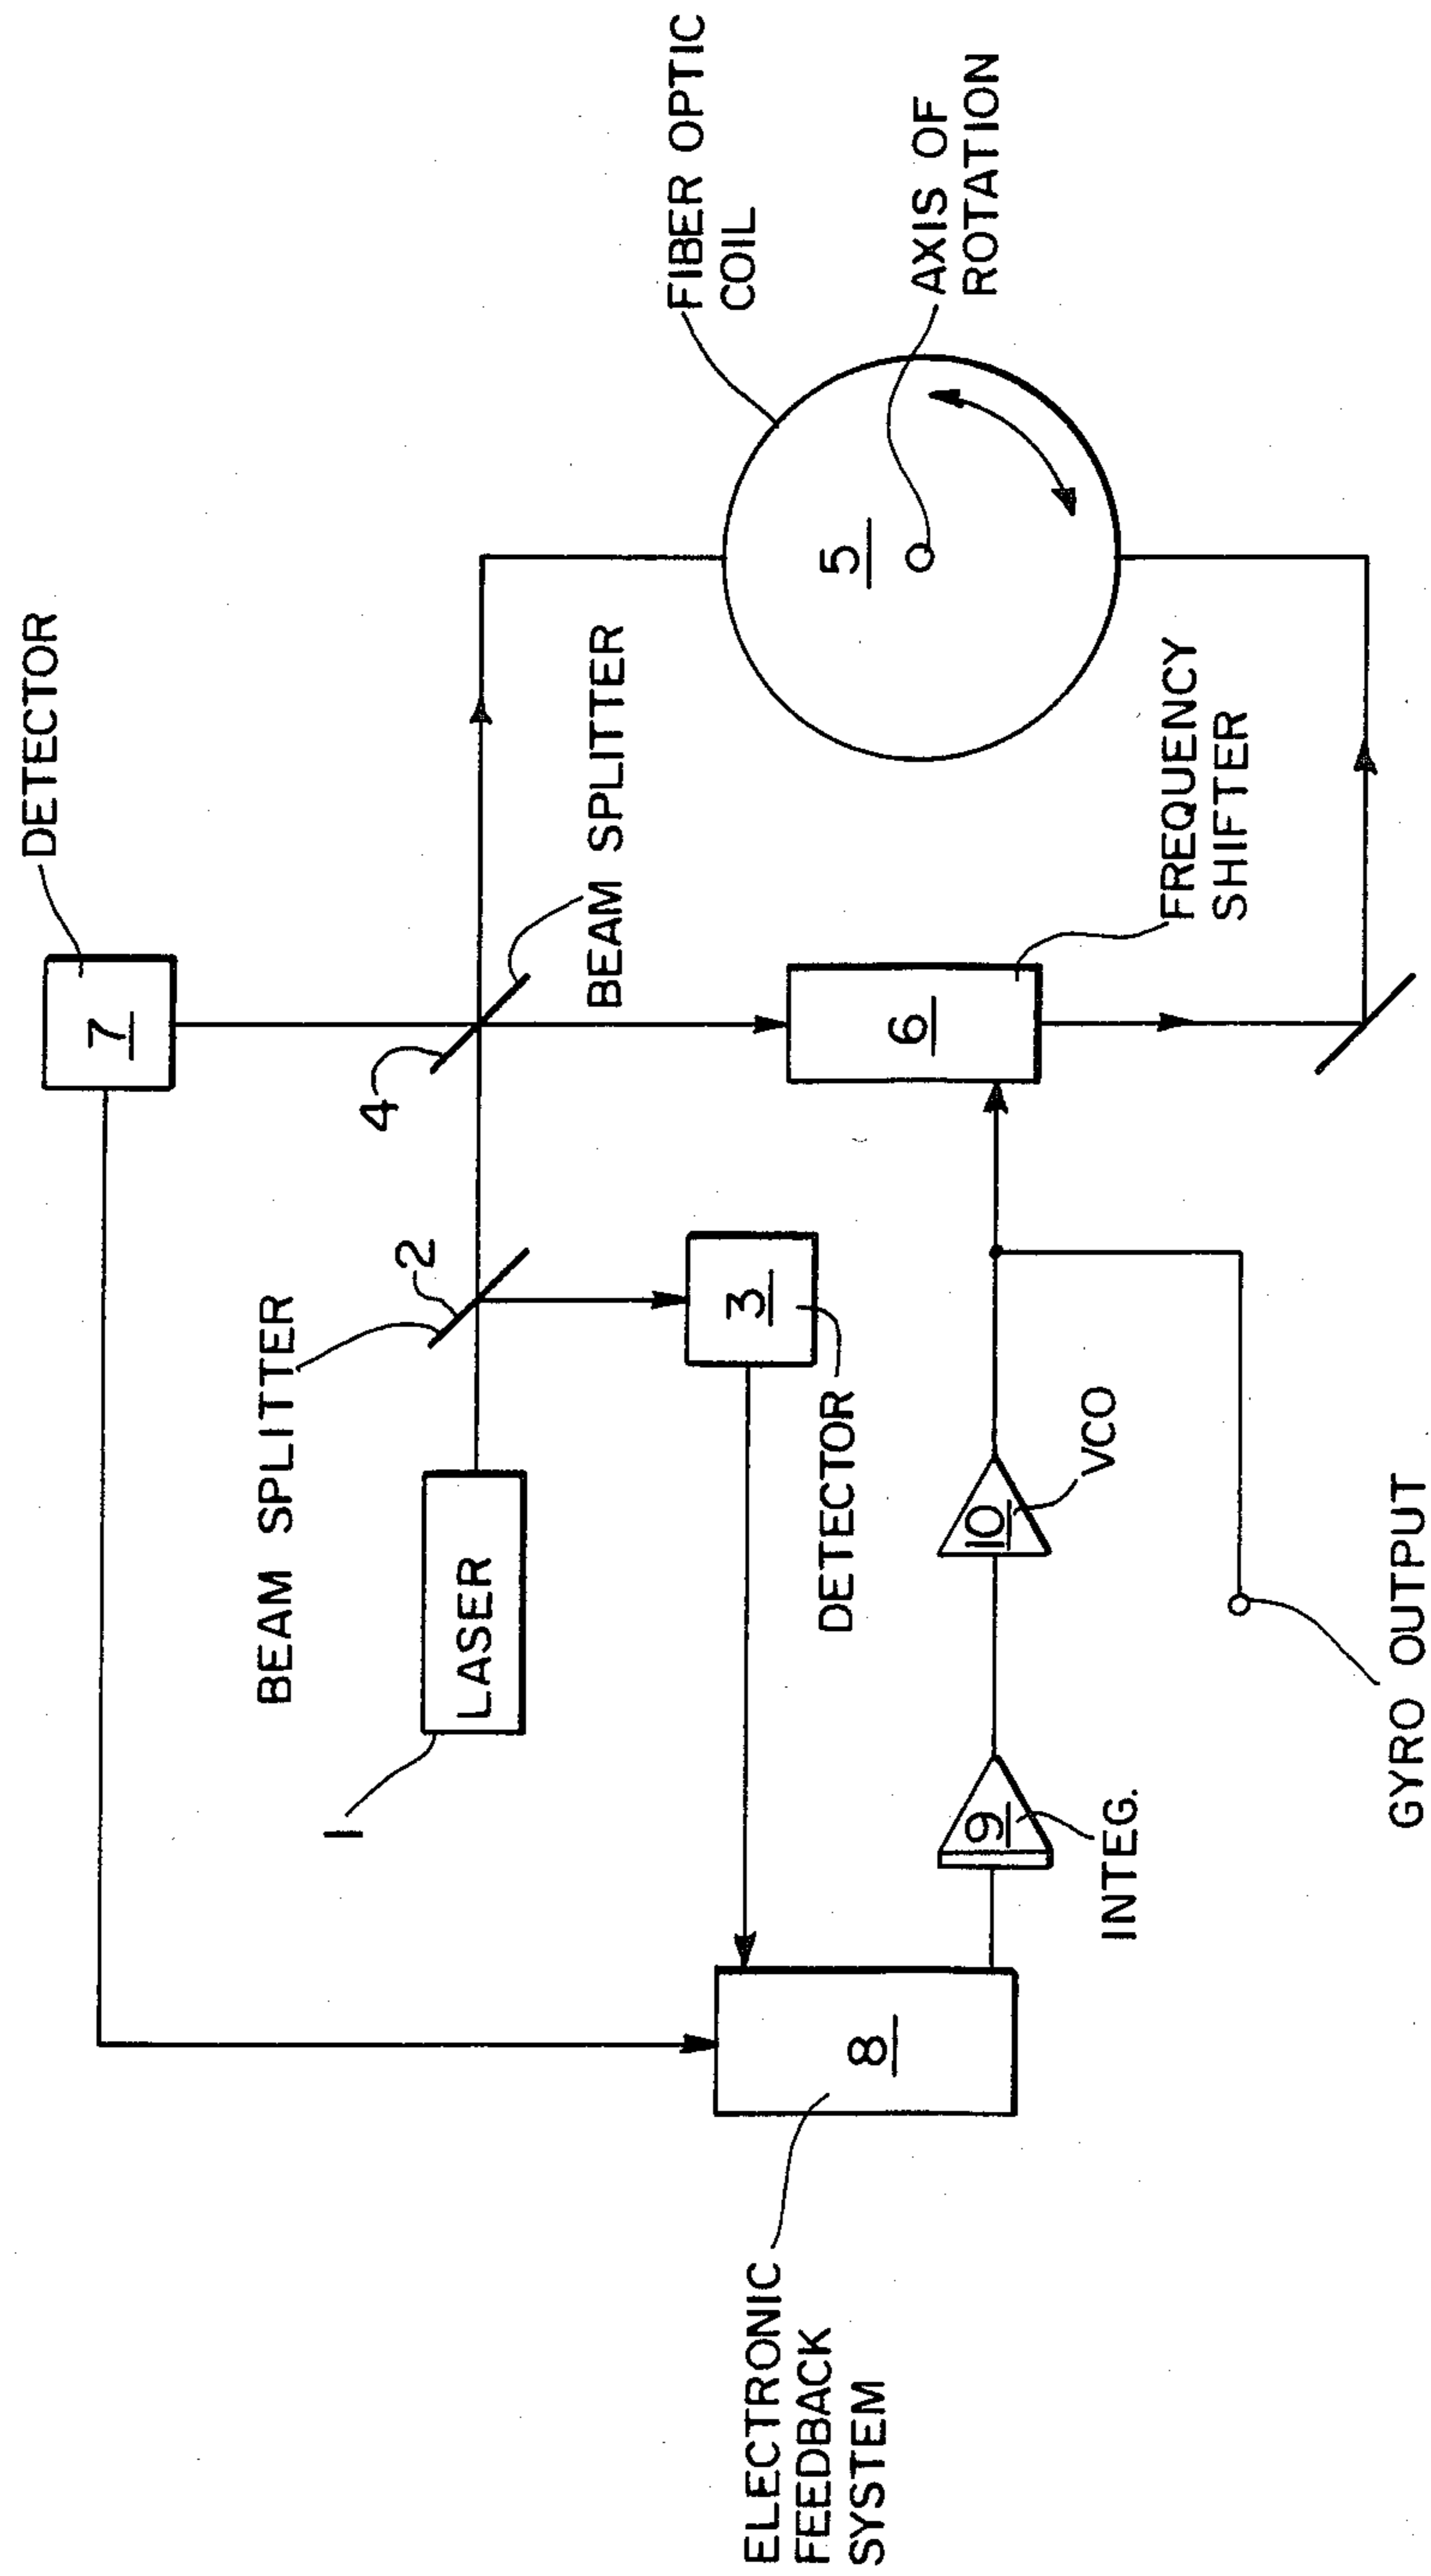 DETECTOR
7
4
BEAM SPLITTER
BEAM SPLITTER
2
1
LASER
3
DETECTOR
FIBER OPTIC
COIL
5
AXIS OF
ROTATION
6
FREQUENCY
SHIFTER
ELECTRONIC
FEEDBACK
SYSTEM
8
9
INTEG.
10
VCO
GYRO OUTPUT